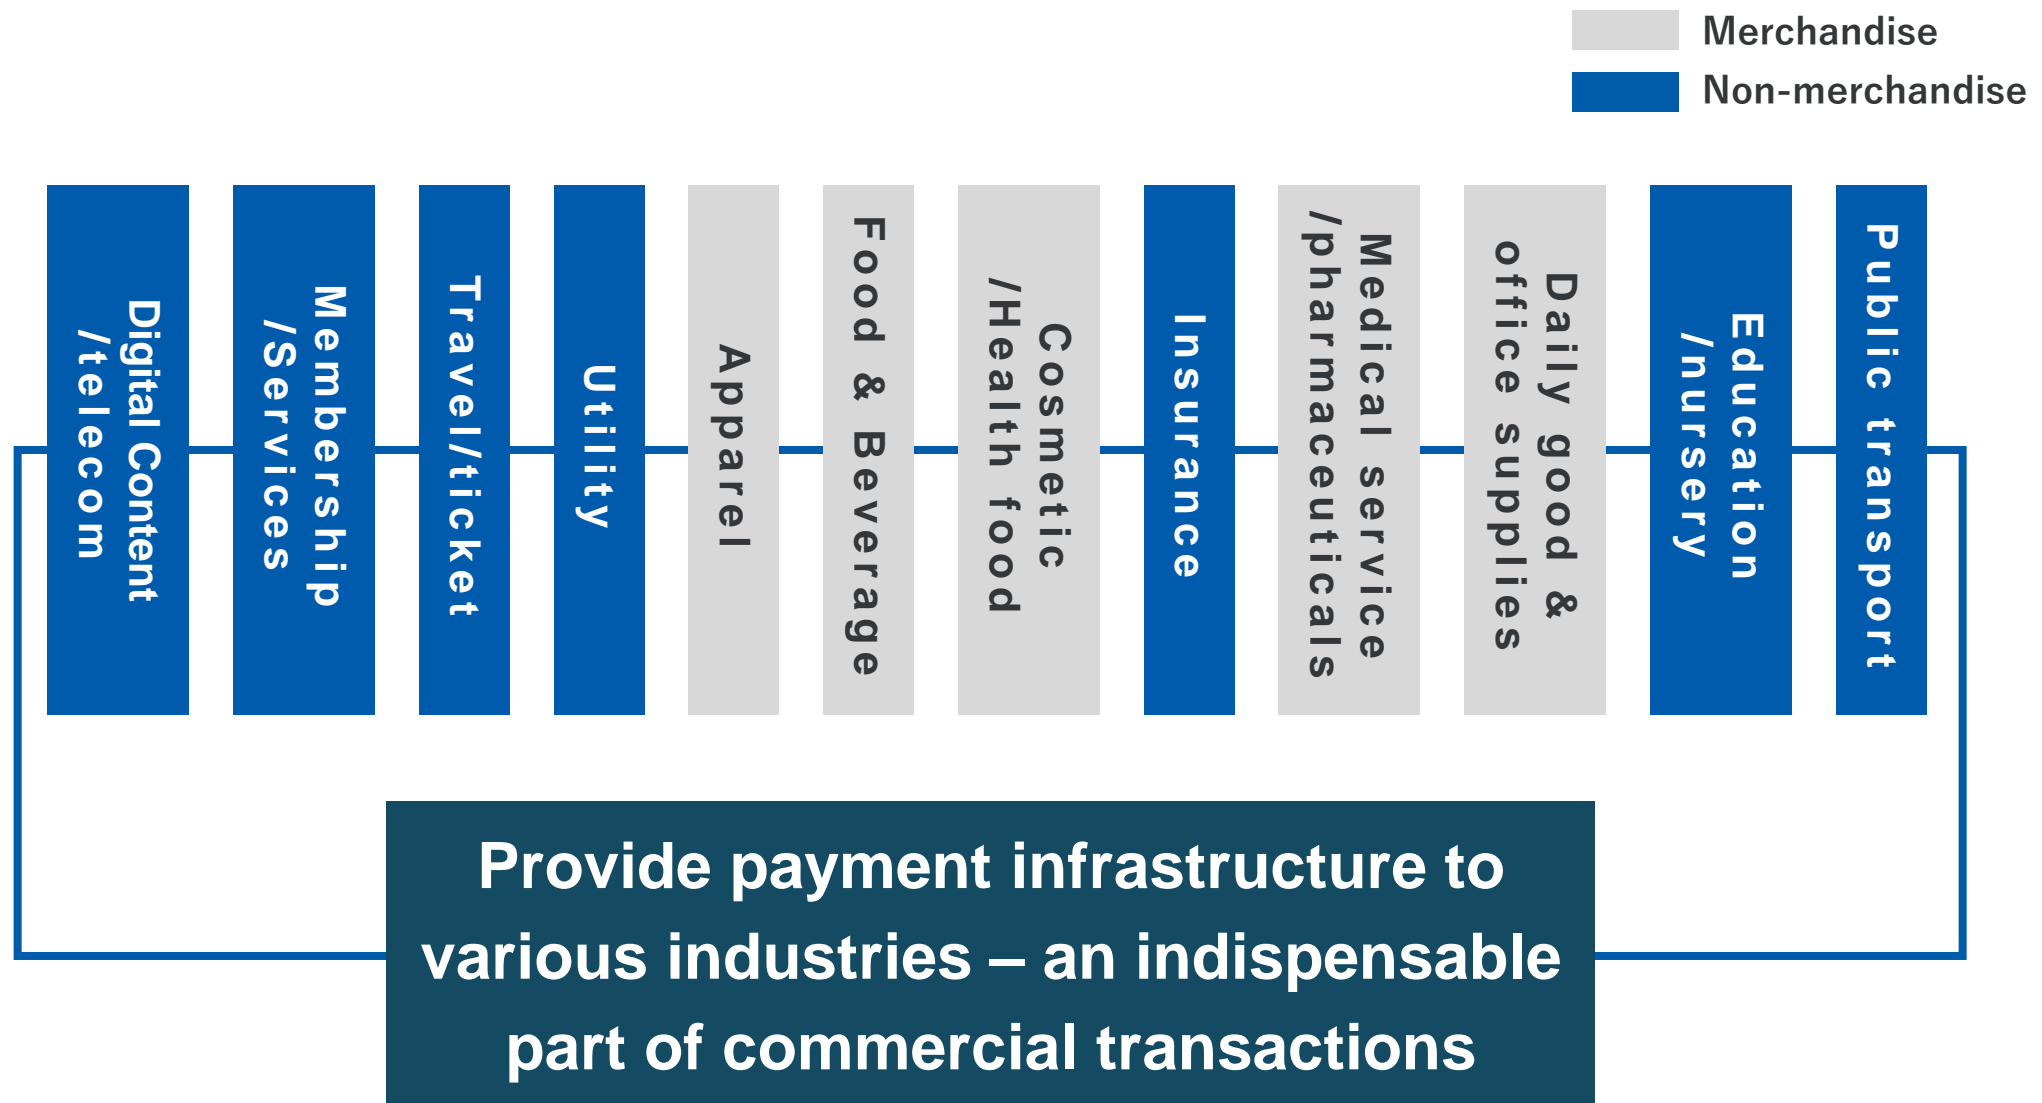 Merchandise
Non-merchandise
Digital Content
/telecom
Membership
/Services
Travel/ticket
Utility
Apparel
Food & Beverage
Cosmetic
/Health food
Insurance
Medical service
/pharmaceuticals
Daily good &
office supplies
Education
/nursery
Public transport
Provide payment infrastructure to
various industries – an indispensable
part of commercial transactions